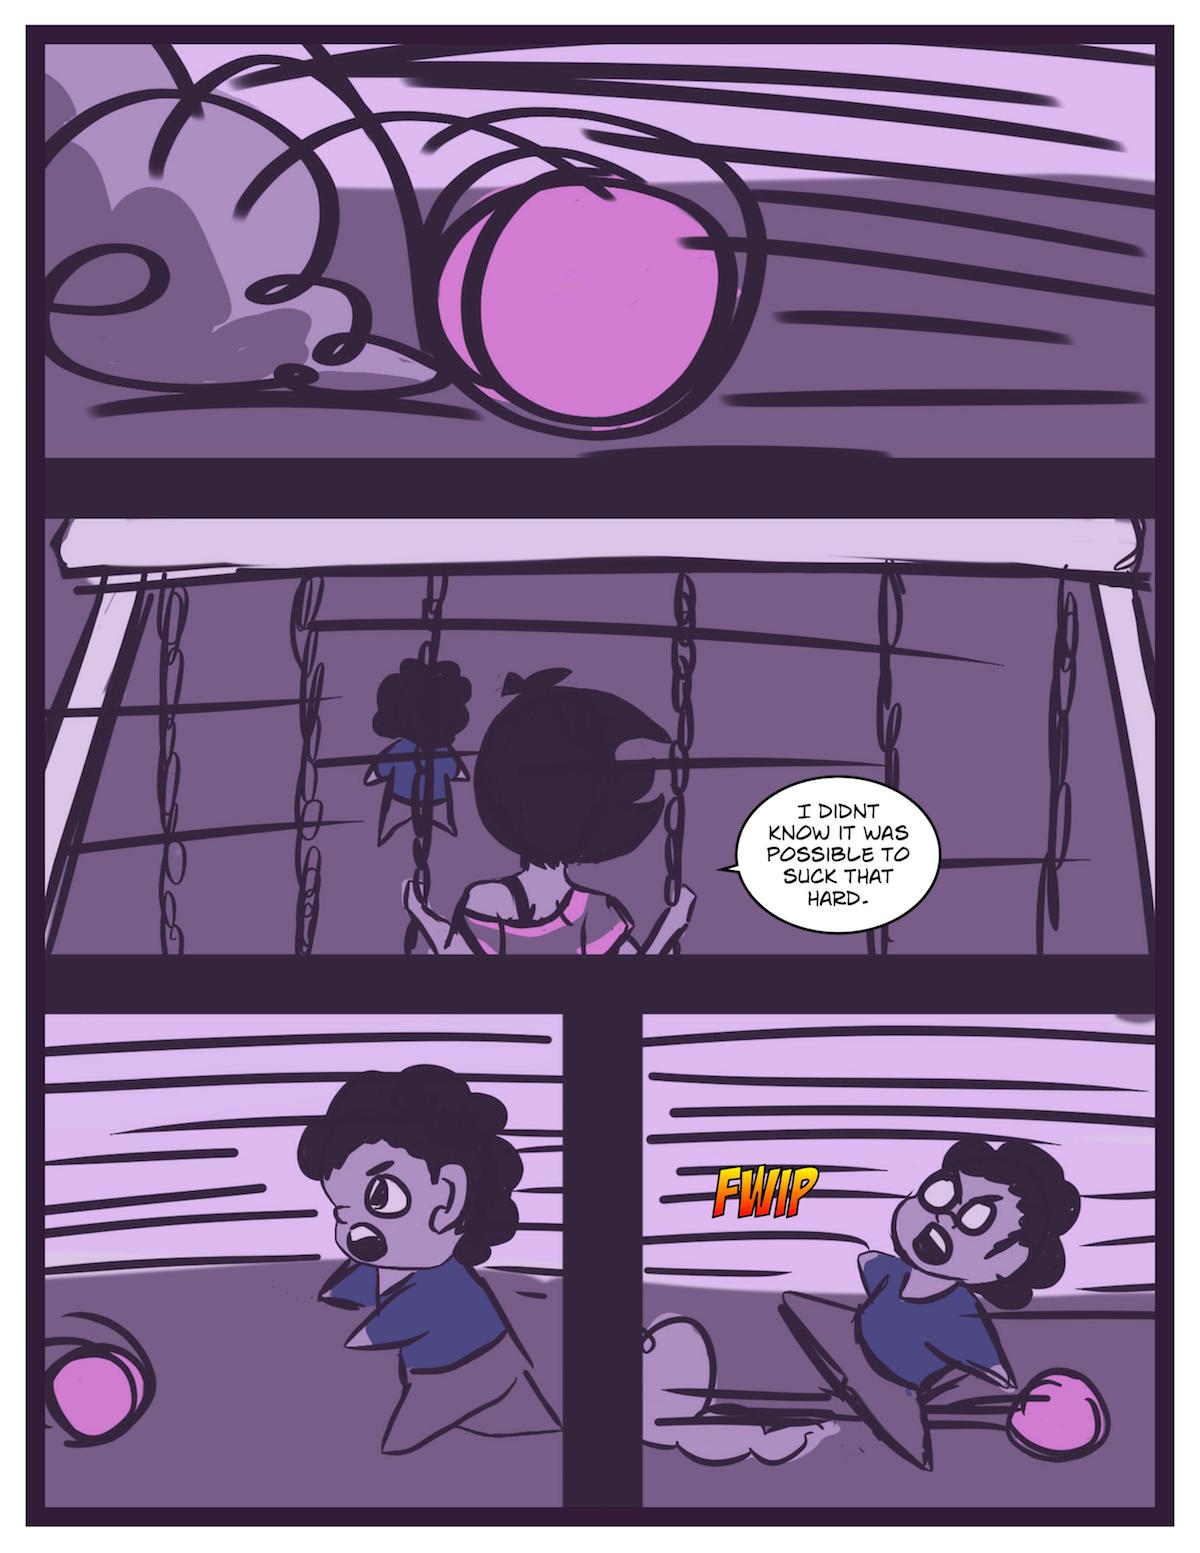 I DIDNT
KNOW IT WAS
POSSIBLE TO
SUCK THAT
HARD.
FWIP